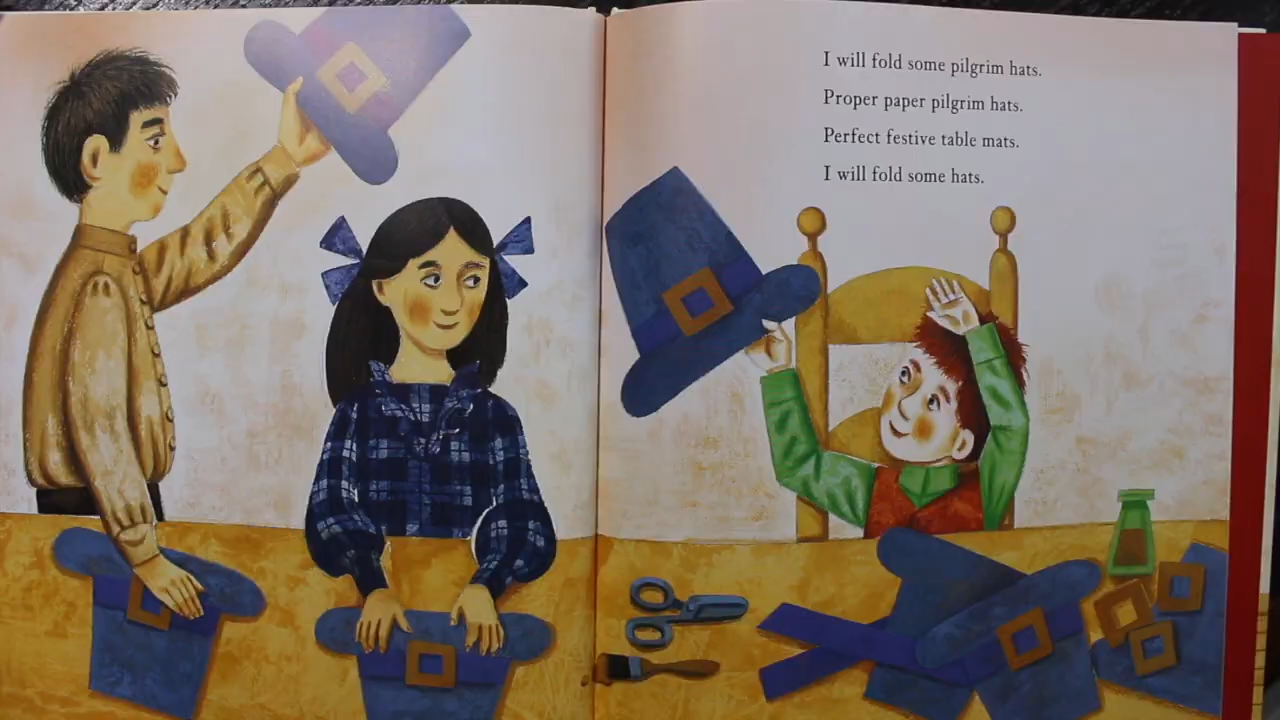 I will fold some pilgrim hats.
Proper paper pilgrim hats.
Perfect festive table mats.
I will fold some hats.